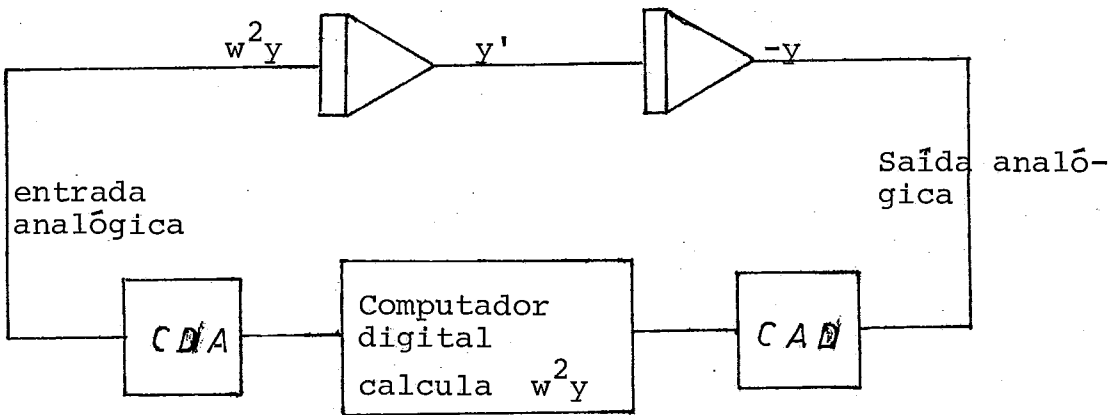 w²y
y'
-y
entrada
analógica
Saída analó-
gica
CDA
Computador
digital
calcula w²y
CAD